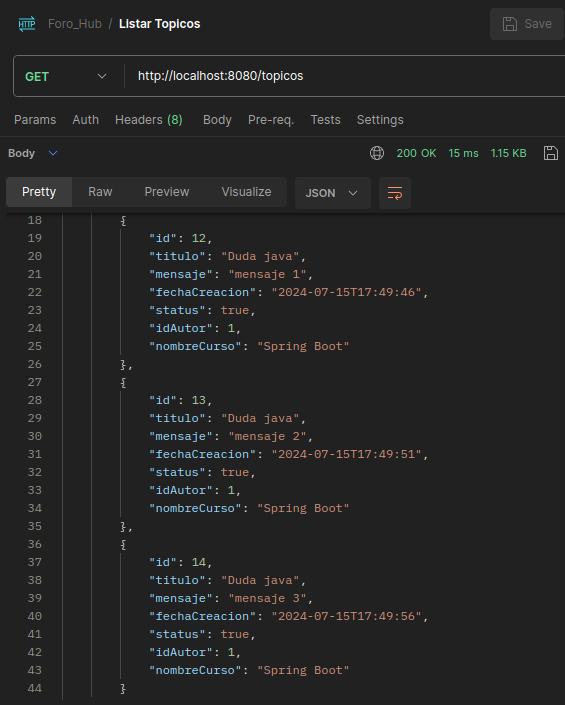 HTTP Foro_Hub / LIstar Topicos Save
GET http://localhost:8080/topicos
Params Auth Headers (8) Body Pre-req. Tests Settings
Body 200 OK 15 ms 1.15 KB
Pretty Raw Preview Visualize JSON
18 {
19 "id": 12,
20 "titulo": "Duda java",
21 "mensaje": "mensaje 1",
22 "fechaCreacion": "2024-07-15T17:49:46",
23 "status": true,
24 "idAutor": 1,
25 "nombreCurso": "Spring Boot"
26 },
27 {
28 "id": 13,
29 "titulo": "Duda java",
30 "mensaje": "mensaje 2",
31 "fechaCreacion": "2024-07-15T17:49:51",
32 "status": true,
33 "idAutor": 1,
34 "nombreCurso": "Spring Boot"
35 },
36 {
37 "id": 14,
38 "titulo": "Duda java",
39 "mensaje": "mensaje 3",
40 "fechaCreacion": "2024-07-15T17:49:56",
41 "status": true,
42 "idAutor": 1,
43 "nombreCurso": "Spring Boot"
44 }